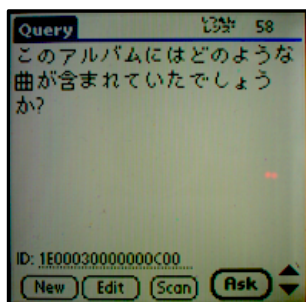 Query 58
このアルバムにはどのような
曲が含まれていたでしょう
か?
ID: 1E00030000000C00
New Edit Scan Ask